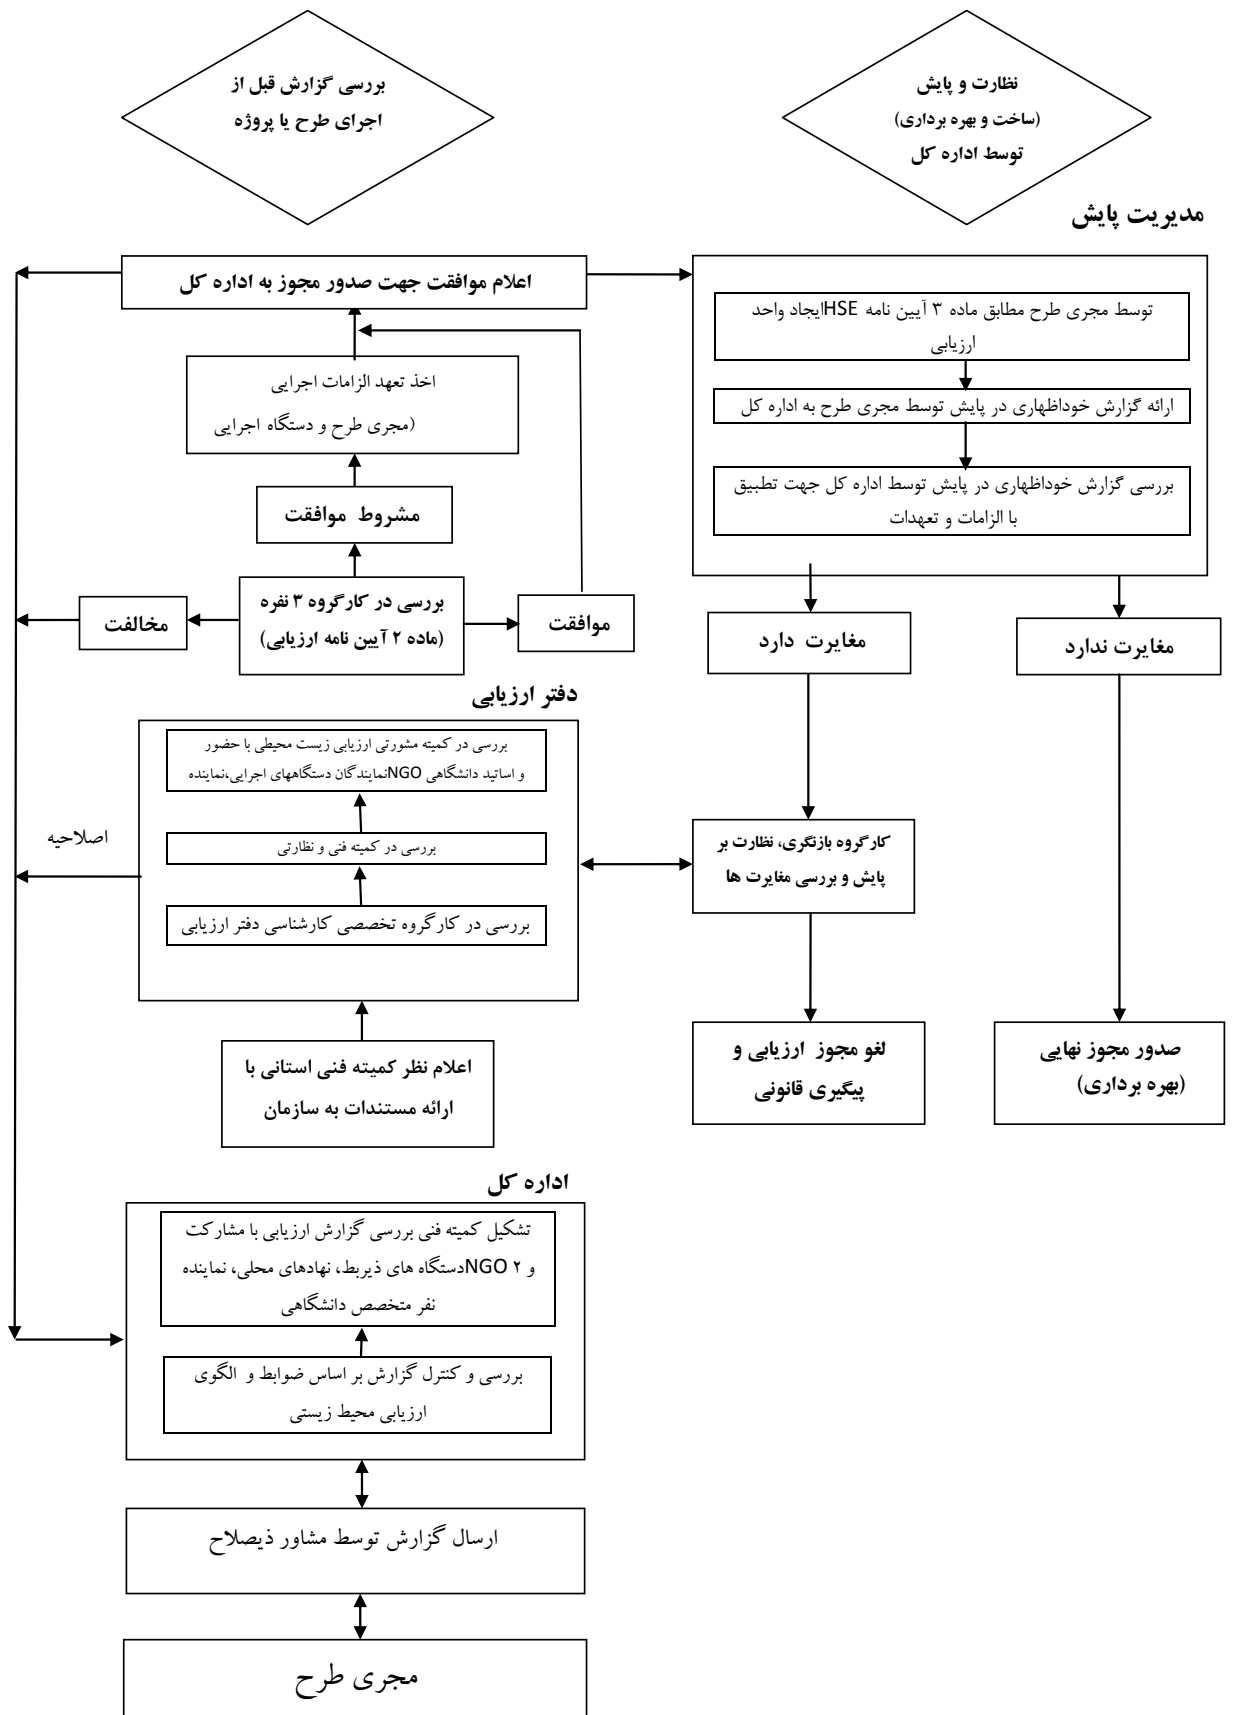 بررسی گزارش قبل از
اجرای طرح یا پروژه
نظارت و پایش
(ساخت و بهره برداری)
توسط اداره کل
مدیریت پایش
اعلام موافقت جهت صدور مجوز به اداره کل
توسط مجری طرح مطابق ماده ۳ آیین نامه HSEایجاد واحد
ارزیابی
ارائه گزارش خوداظهاری در پایش توسط مجری طرح به اداره کل
بررسی گزارش خوداظهاری در پایش توسط اداره کل جهت تطبیق
با الزامات و تعهدات
اخذ تعهد الزامات اجرایی
(مجری طرح و دستگاه اجرایی
مشروط موافقت
بررسی در کارگروه ۳ نفره
(ماده ۲ آیین نامه ارزیابی)
مخالفت
موافقت
مغایرت دارد
مغایرت ندارد
دفتر ارزیابی
بررسی در کمیته مشورتی ارزیابی زیست محیطی با حضور
و اساتید دانشگاهی NGOنمایندگان دستگاههای اجرایی،نماینده
بررسی در کمیته فنی و نظارتی
بررسی در کارگروه تخصصی کارشناسی دفتر ارزیابی
اصلاحیه
کارگروه بازنگری، نظارت بر
پایش و بررسی مغایرت ها
اعلام نظر کمیته فنی استانی با
ارائه مستندات به سازمان
لغو مجوز ارزیابی و
پیگیری قانونی
صدور مجوز نهایی
(بهره برداری)
اداره کل
تشکیل کمیته فنی بررسی گزارش ارزیابی با مشارکت
و ۲ NGOدستگاه های ذیربط، نهادهای محلی، نماینده
نفر متخصص دانشگاهی
بررسی و کنترل گزارش بر اساس ضوابط و الگوی
ارزیابی محیط زیستی
ارسال گزارش توسط مشاور ذیصلاح
مجری طرح